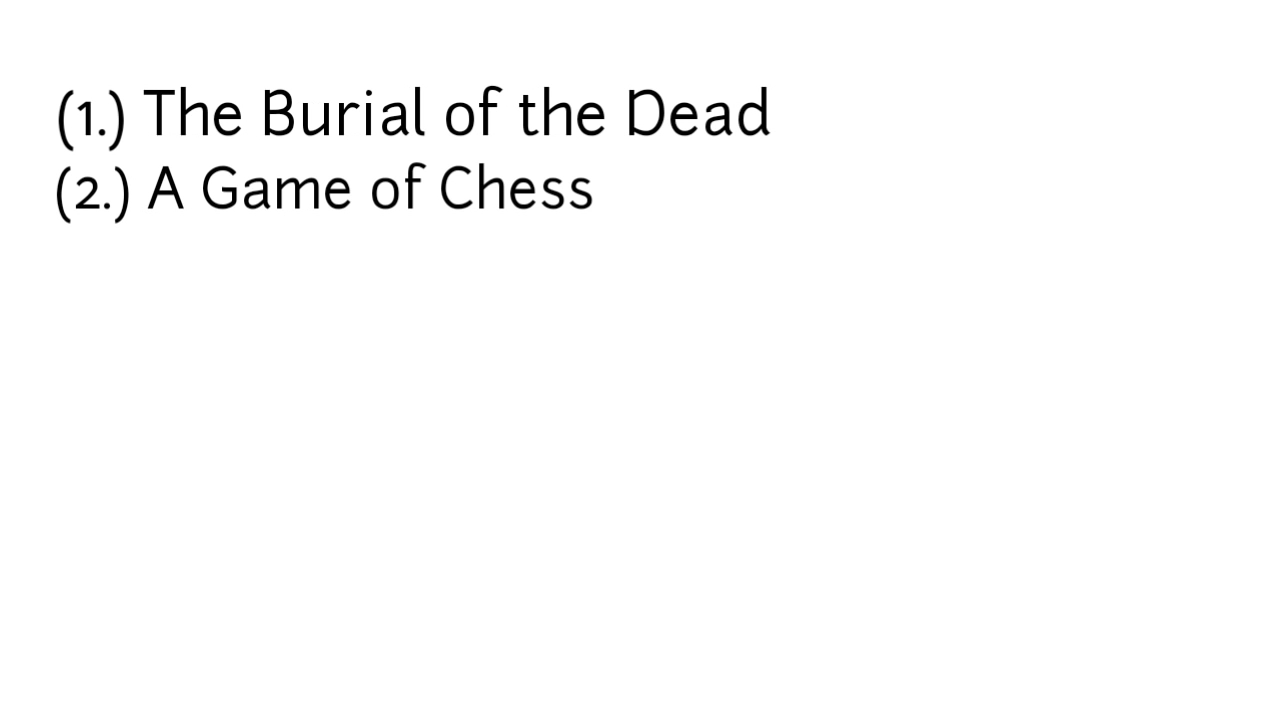 (1.) The Burial of the Dead
(2.) A Game of Chess